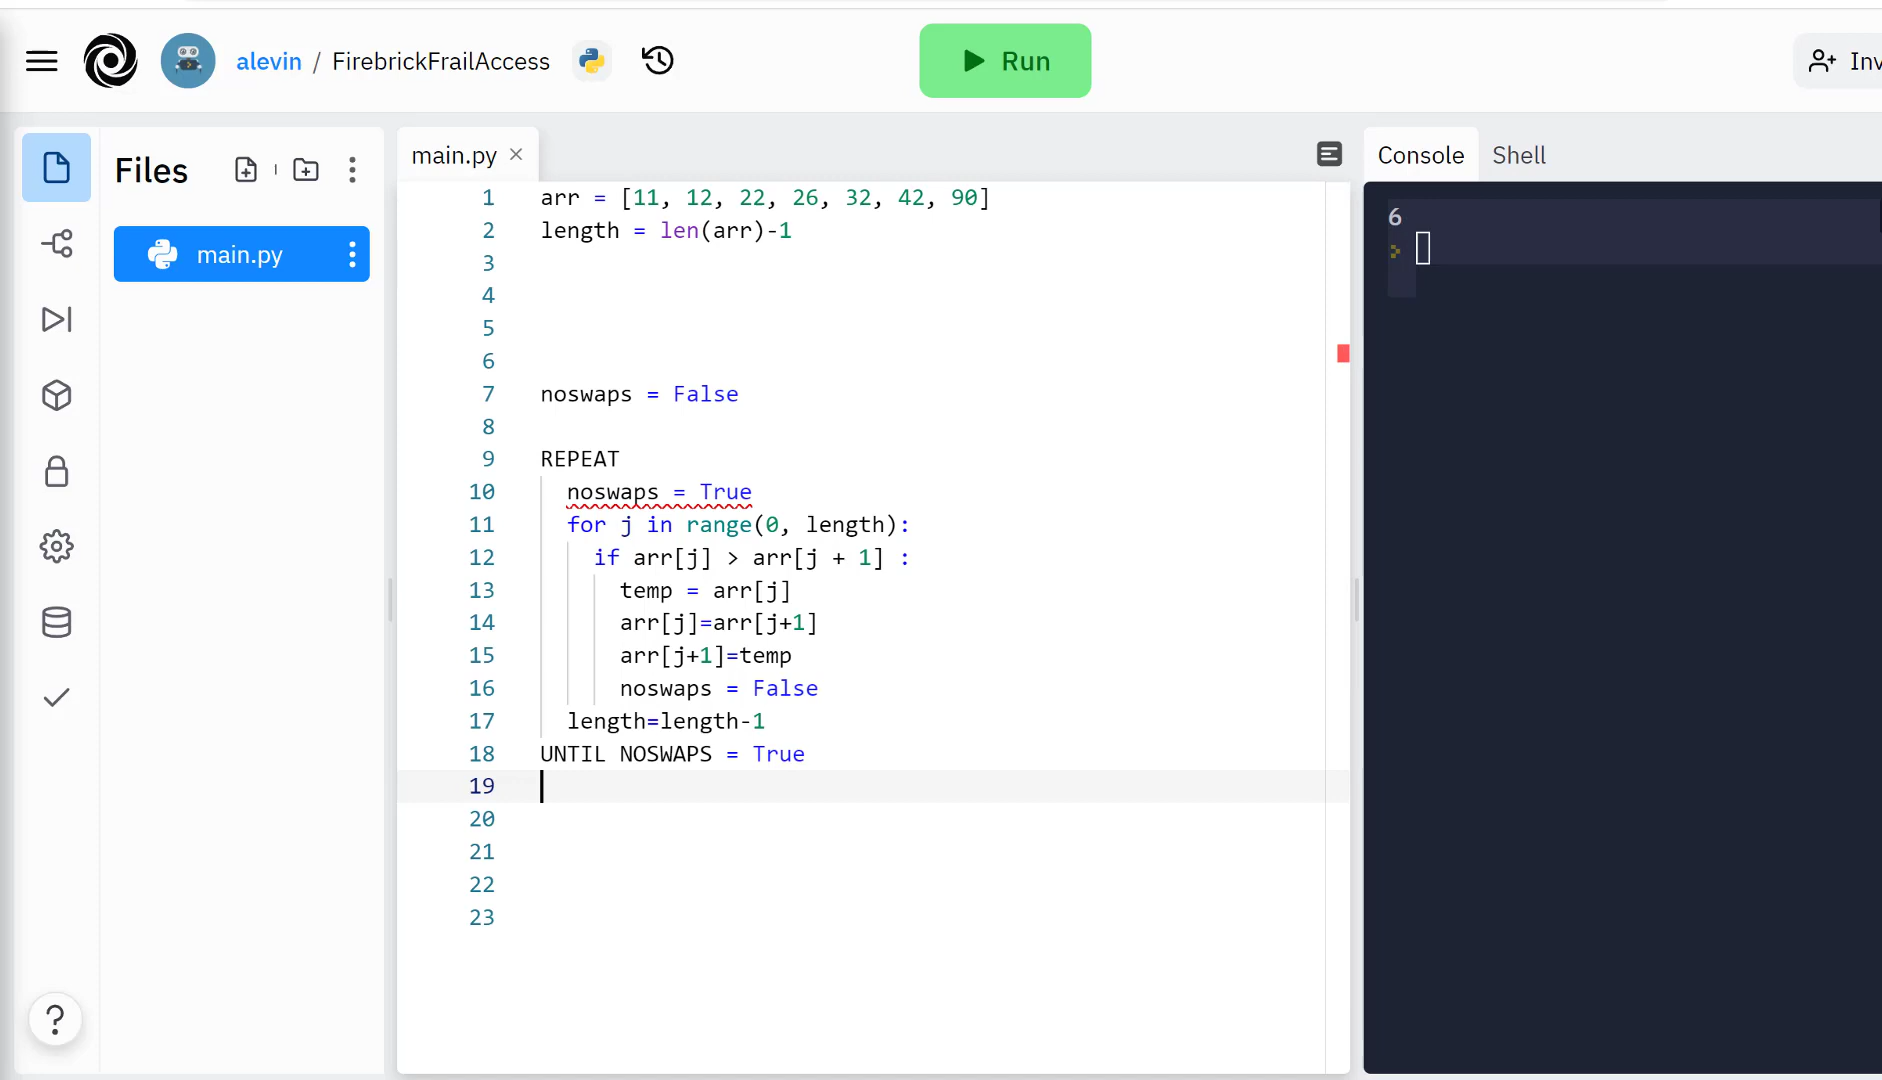 alevin / FirebrickFrailAccess
Run
Inv
Files
main.py
main.py ×
Console
Shell
1 arr = [11, 12, 22, 26, 32, 42, 90]
2 length = len(arr)-1
3
4
5
6
7 noswaps = False
8
9 REPEAT
10 noswaps = True
11 for j in range(0, length):
12 if arr[j] > arr[j + 1] :
13 temp = arr[j]
14 arr[j]=arr[j+1]
15 arr[j+1]=temp
16 noswaps = False
17 length=length-1
18 UNTIL NOSWAPS = True
19
20
21
22
23
6
>
?